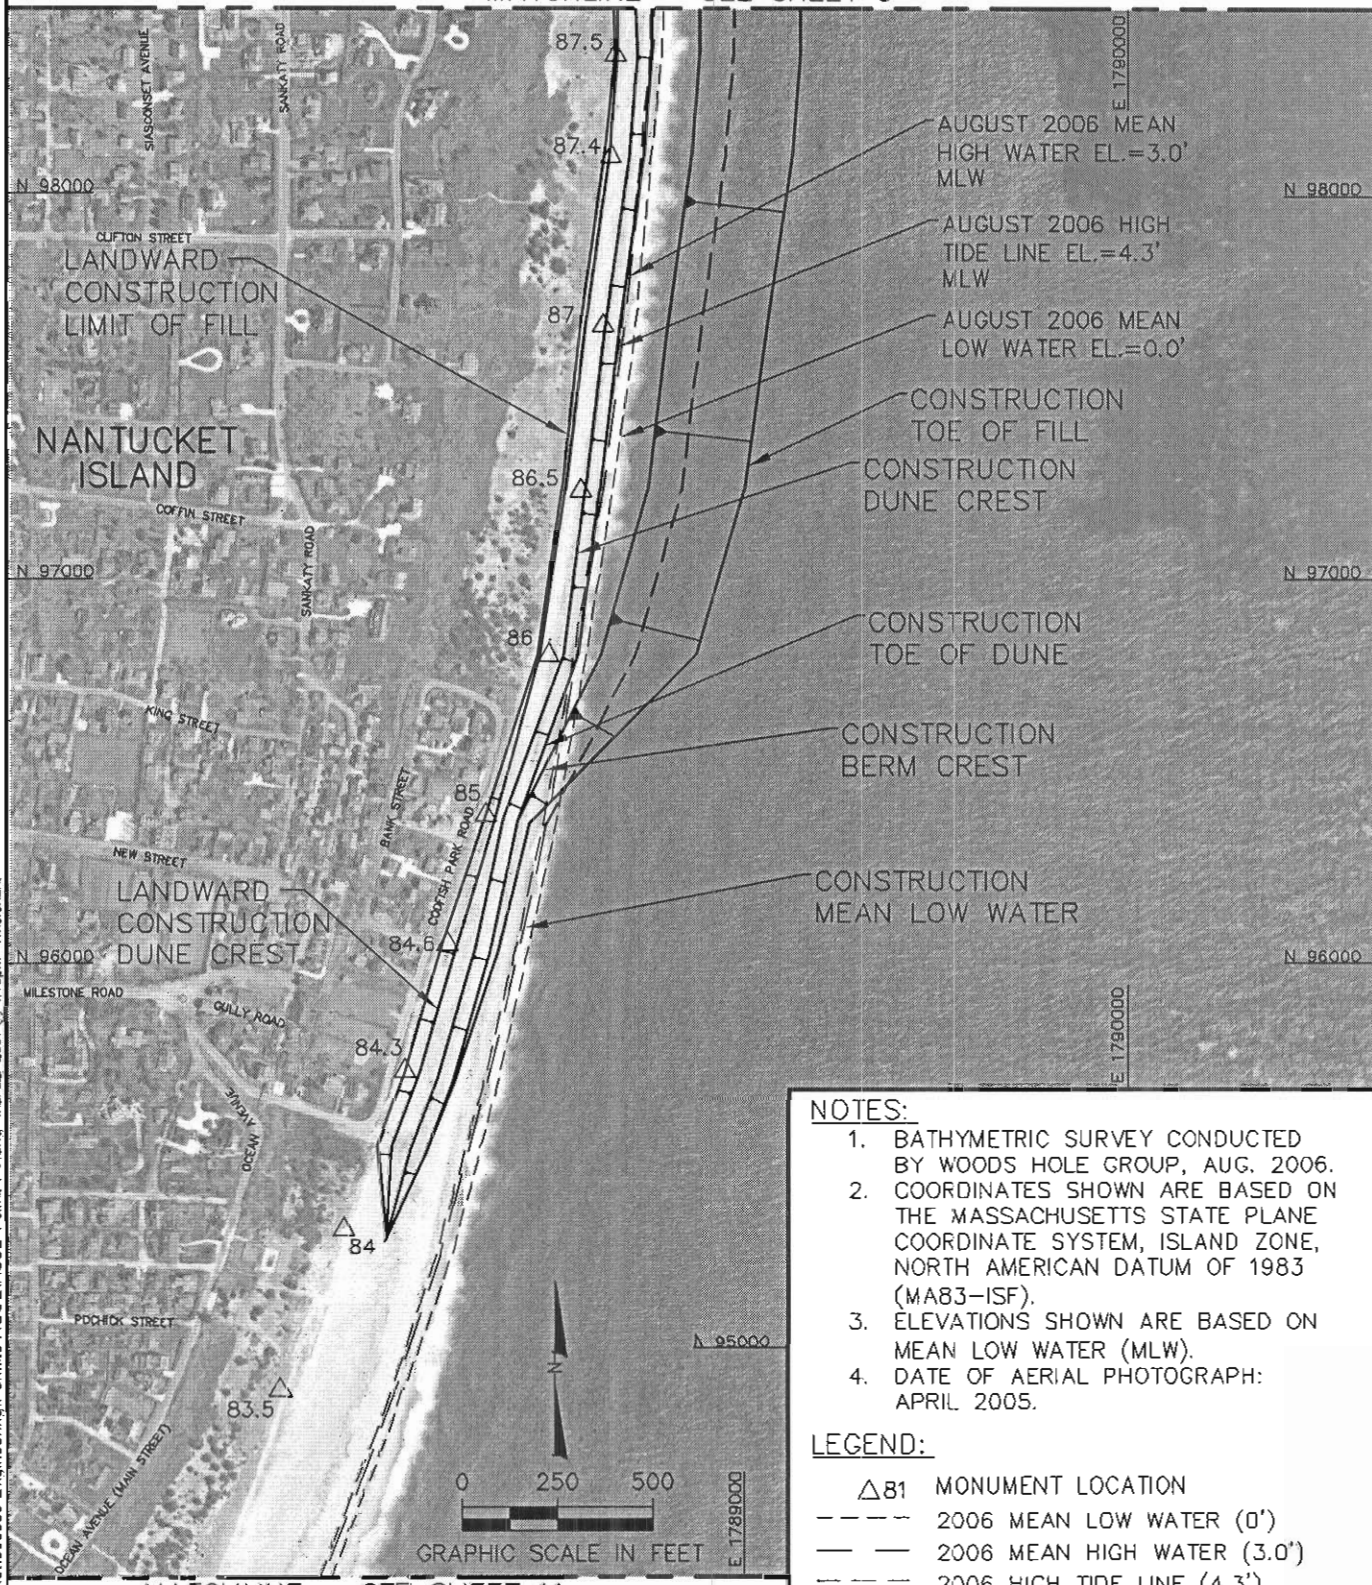 SIASCONSET AVENUE
SANKATY ROAD
87.5
E 1790000
AUGUST 2006 MEAN
HIGH WATER EL.=3.0'
MLW
87.4
N 98000
N 98000
CLIFTON STREET
AUGUST 2006 HIGH
TIDE LINE EL.=4.3'
MLW
LANDWARD
CONSTRUCTION
LIMIT OF FILL
87
AUGUST 2006 MEAN
LOW WATER EL.=0.0'
CONSTRUCTION
TOE OF FILL
NANTUCKET
ISLAND
86.5
CONSTRUCTION
DUNE CREST
COFFIN STREET
SANKATY ROAD
N 97000
N 97000
86
CONSTRUCTION
TOE OF DUNE
KING STREET
CONSTRUCTION
BERM CREST
BANK STREET
85
CODFISH PARK ROAD
NEW STREET
LANDWARD
CONSTRUCTION
DUNE CREST
CONSTRUCTION
MEAN LOW WATER
84.6
N 96000
N 96000
MILESTONE ROAD
GULLY ROAD
E 1790000
84.3
OCEAN AVENUE
84
POCHICK STREET
N 95000
83.5
OCEAN AVENUE (MAIN STREET)
N
0 250 500
GRAPHIC SCALE IN FEET
E 1789000
NOTES:
1. BATHYMETRIC SURVEY CONDUCTED
BY WOODS HOLE GROUP, AUG. 2006.
2. COORDINATES SHOWN ARE BASED ON
THE MASSACHUSETTS STATE PLANE
COORDINATE SYSTEM, ISLAND ZONE,
NORTH AMERICAN DATUM OF 1983
(MA83-ISF).
3. ELEVATIONS SHOWN ARE BASED ON
MEAN LOW WATER (MLW).
4. DATE OF AERIAL PHOTOGRAPH:
APRIL 2005.
LEGEND:
81 MONUMENT LOCATION
2006 MEAN LOW WATER (0')
2006 MEAN HIGH WATER (3.0')
2006 HIGH TIDE LINE (4.3')